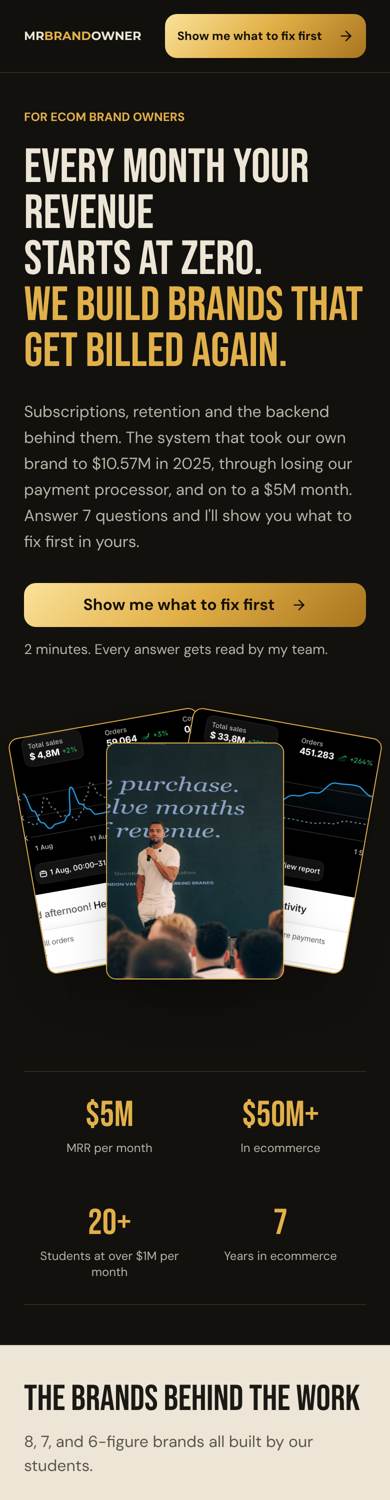 MRBRANDOWNER
Show me what to fix first →
FOR ECOM BRAND OWNERS
EVERY MONTH YOUR
REVENUE
STARTS AT ZERO.
WE BUILD BRANDS THAT
GET BILLED AGAIN.
Subscriptions, retention and the backend
behind them. The system that took our own
brand to $10.57M in 2025, through losing our
payment processor, and on to a $5M month.
Answer 7 questions and I'll show you what to
fix first in yours.
Show me what to fix first →
2 minutes. Every answer gets read by my team.
Total sales
$ 4,8M +2%
Orders
59.064 +3%
1 Aug
11 Au
1 Aug, 00:00–31
afternoon! He
ll orders
purchase.
elve months
revenue.
Total sales
$ 33,8M
Orders
451.283 +264%
iew report
tivity
re payments
$5M
MRR per month
$50M+
In ecommerce
20+
Students at over $1M per
month
7
Years in ecommerce
THE BRANDS BEHIND THE WORK
8, 7, and 6-figure brands all built by our
students.